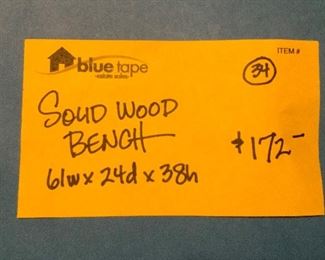 blue tape
estate sales
ITEM #
34
SOLID WOOD
BENCH
61w x 24d x 38h
$172-